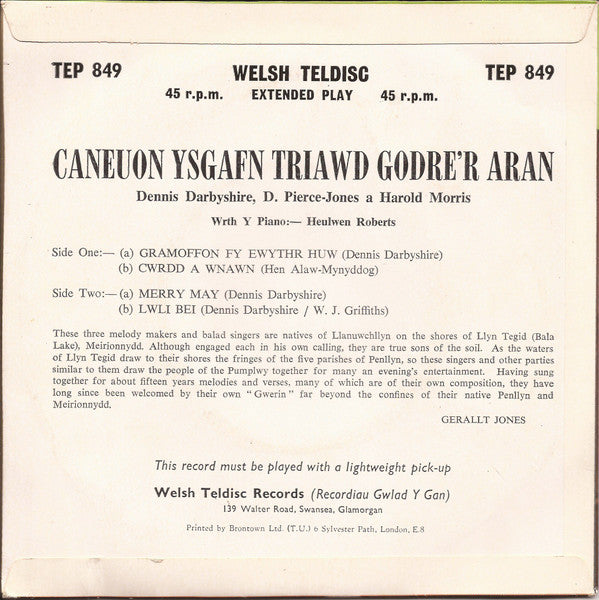 TEP 849 WELSH TELDISC TEP 849
45 r.p.m. EXTENDED PLAY 45 r.p.m.
CANEUON YSGAFN TRIAWD GODRE'R ARAN
Dennis Darbyshire, D. Pierce-Jones a Harold Morris
Wrth Y Piano:— Heulwen Roberts
Side One:— (a) GRAMOFFON FY EWYTHR HUW (Dennis Darbyshire)
(b) CWRDD A WNAWN (Hen Alaw-Mynyddog)
Side Two:— (a) MERRY MAY (Dennis Darbyshire)
(b) LWLI BEI (Dennis Darbyshire / W. J. Griffiths)
These three melody makers and balad singers are natives of Llanuwchllyn on the shores of Llyn Tegid (Bala
Lake), Meirionnydd. Although engaged each in his own calling, they are true sons of the soil. As the waters
of Llyn Tegid draw to their shores the fringes of the five parishes of Penllyn, so these singers and other parties
similar to them draw the people of the Pumplwy together for many an evening's entertainment. Having sung
together for about fifteen years melodies and verses, many of which are of their own composition, they have
long since been welcomed by their own "Gwerin" far beyond the confines of their native Penllyn and
Meirionnydd.
GERALLT JONES
This record must be played with a lightweight pick-up
Welsh Teldisc Records (Recordiau Gwlad Y Gan)
139 Walter Road, Swansea, Glamorgan
Printed by Brontown Ltd. (T.U.) 6 Sylvester Path, London, E.8